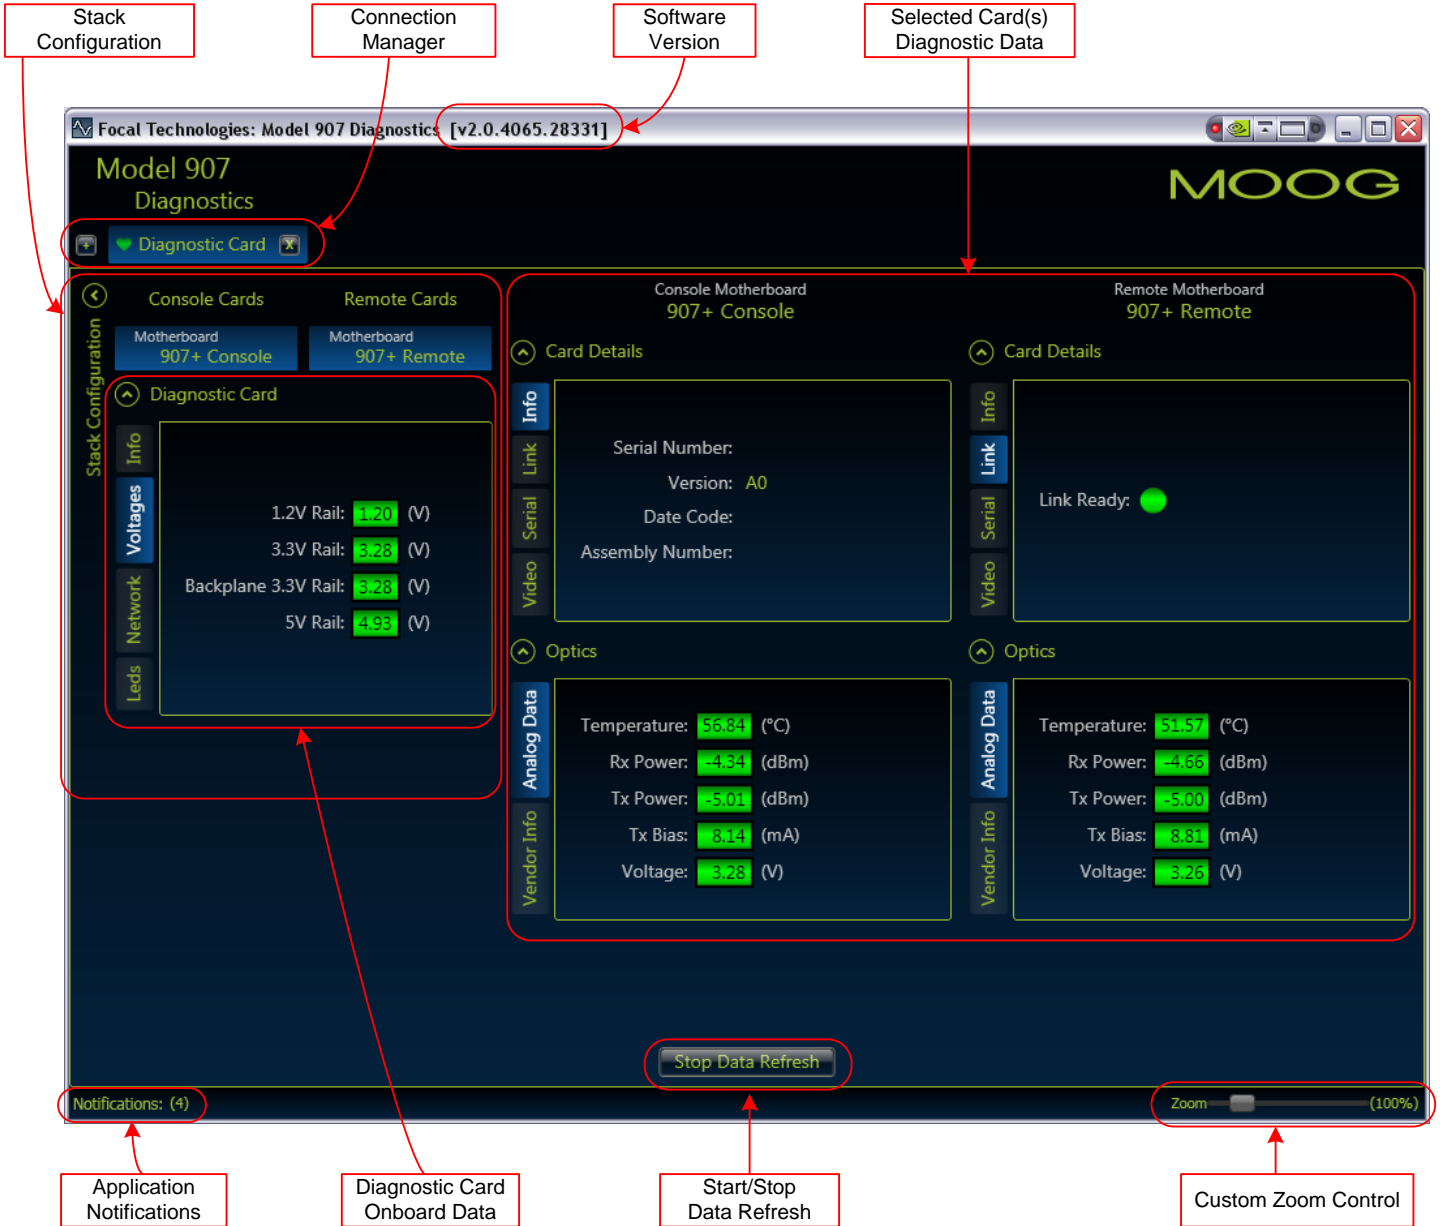 Stack
Configuration
Connection
Manager
Software
Version
Selected Card(s)
Diagnostic Data
Focal Technologies: Model 907 Diagnostics [v2.0.4065.28331]
Model 907
Diagnostics
MOOG
+
Diagnostic Card X
Stack Configuration
Console Cards
Remote Cards
Motherboard
907+ Console
Motherboard
907+ Remote
Diagnostic Card
Info
Voltages
Network
Leds
1.2V Rail: 1.20 (V)
3.3V Rail: 3.28 (V)
Backplane 3.3V Rail: 3.28 (V)
5V Rail: 4.93 (V)
Console Motherboard
907+ Console
Card Details
Info
Link
Serial
Video
Serial Number:
Version: A0
Date Code:
Assembly Number:
Optics
Analog Data
Vendor Info
Temperature: 56.84 (°C)
Rx Power: -4.34 (dBm)
Tx Power: -5.01 (dBm)
Tx Bias: 8.14 (mA)
Voltage: 3.28 (V)
Remote Motherboard
907+ Remote
Card Details
Info
Link
Serial
Video
Link Ready:
Optics
Analog Data
Vendor Info
Temperature: 51.57 (°C)
Rx Power: -4.66 (dBm)
Tx Power: -5.00 (dBm)
Tx Bias: 8.81 (mA)
Voltage: 3.26 (V)
Stop Data Refresh
Notifications: (4)
Zoom (100%)
Application
Notifications
Diagnostic Card
Onboard Data
Start/Stop
Data Refresh
Custom Zoom Control